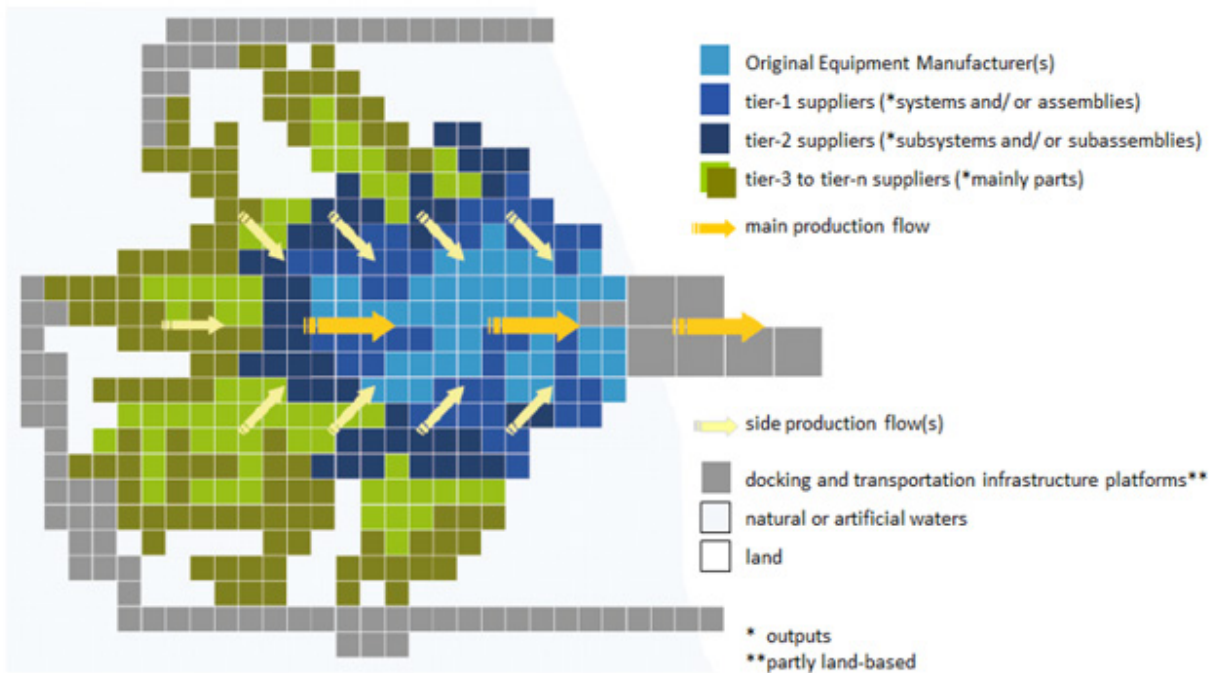 Original Equipment Manufacturer(s)
tier-1 suppliers (*systems and/ or assemblies)
tier-2 suppliers (*subsystems and/ or subassemblies)
tier-3 to tier-n suppliers (*mainly parts)
main production flow
side production flow(s)
docking and transportation infrastructure platforms**
natural or artificial waters
land
* outputs
**partly land-based